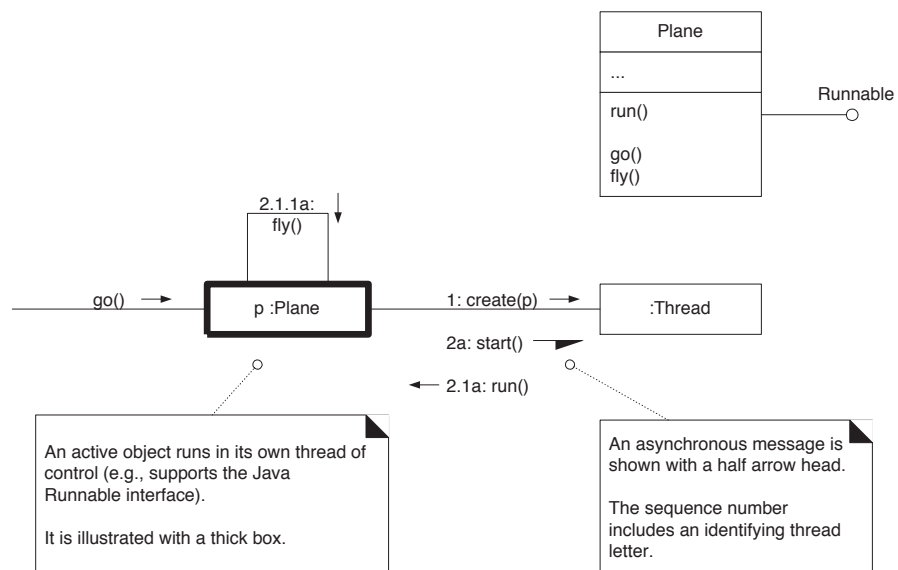 Plane
...
Runnable
run()
go()
fly()
2.1.1a:
fly()
go()
p :Plane
1: create(p)
:Thread
2a: start()
2.1a: run()
An active object runs in its own thread of
control (e.g., supports the Java
Runnable interface).
It is illustrated with a thick box.
An asynchronous message is
shown with a half arrow head.
The sequence number
includes an identifying thread
letter.